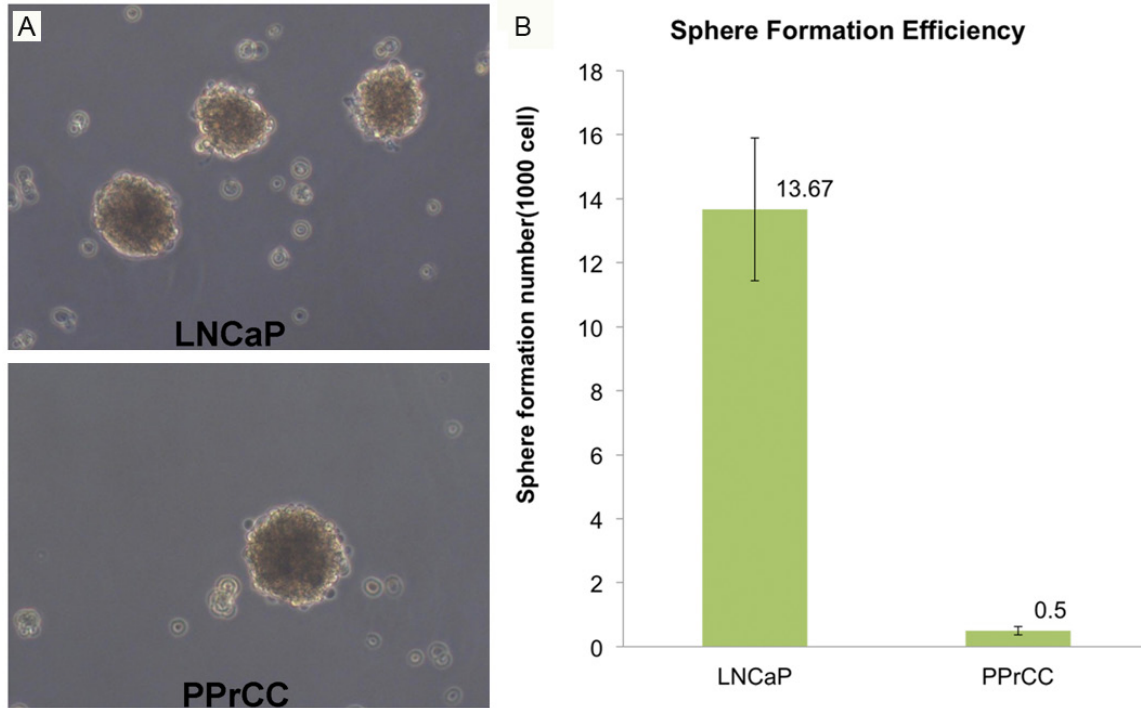 A
LNCaP
PPrCC
B
Sphere Formation Efficiency
Sphere formation number(1000 cell)
18
16
14
12
10
8
6
4
2
0
13.67
0.5
LNCaP
PPrCC